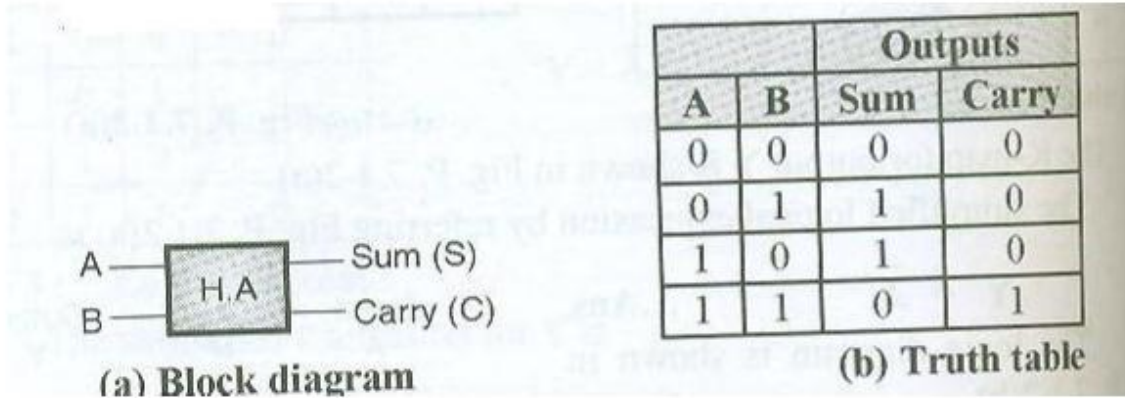 Outputs
A B Sum Carry
0 0 0 0
0 1 1 0
1 0 1 0
1 1 0 1
(b) Truth table
A Sum (S)
H.A
B Carry (C)
(a) Block diagram